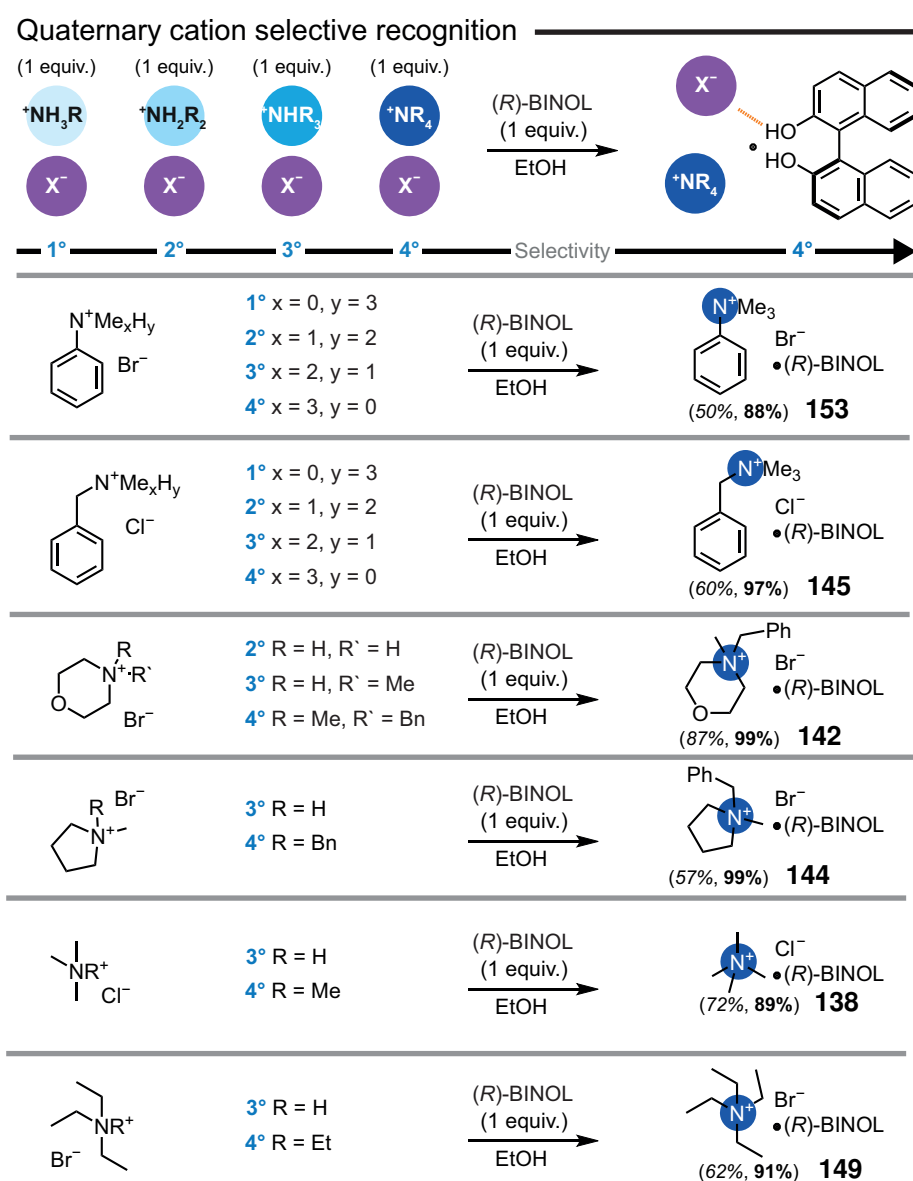 Quaternary cation selective recognition
(1 equiv.) (1 equiv.) (1 equiv.) (1 equiv.)
⁺NH₃R ⁺NH₂R₂ ⁺NHR₃ ⁺NR₄
X⁻ X⁻ X⁻ X⁻
(R)-BINOL
(1 equiv.)
EtOH
X⁻
HO
HO
⁺NR₄
1° 2° 3° 4° Selectivity 4°
N⁺MeₓHᵧ
Br⁻
1° x = 0, y = 3
2° x = 1, y = 2
3° x = 2, y = 1
4° x = 3, y = 0
(R)-BINOL
(1 equiv.)
EtOH
N⁺Me₃
Br⁻
•(R)-BINOL
(50%, 88%) 153
N⁺MeₓHᵧ
Cl⁻
1° x = 0, y = 3
2° x = 1, y = 2
3° x = 2, y = 1
4° x = 3, y = 0
(R)-BINOL
(1 equiv.)
EtOH
N⁺Me₃
Cl⁻
•(R)-BINOL
(60%, 97%) 145
R
N⁺ R`
O
Br⁻
2° R = H, R` = H
3° R = H, R` = Me
4° R = Me, R` = Bn
(R)-BINOL
(1 equiv.)
EtOH
Ph
N⁺
O
Br⁻
•(R)-BINOL
(87%, 99%) 142
R Br⁻
N⁺
3° R = H
4° R = Bn
(R)-BINOL
(1 equiv.)
EtOH
Ph
N⁺
Br⁻
•(R)-BINOL
(57%, 99%) 144
NR⁺
Cl⁻
3° R = H
4° R = Me
(R)-BINOL
(1 equiv.)
EtOH
N⁺
Cl⁻
•(R)-BINOL
(72%, 89%) 138
NR⁺
Br⁻
3° R = H
4° R = Et
(R)-BINOL
(1 equiv.)
EtOH
N⁺
Br⁻
•(R)-BINOL
(62%, 91%) 149